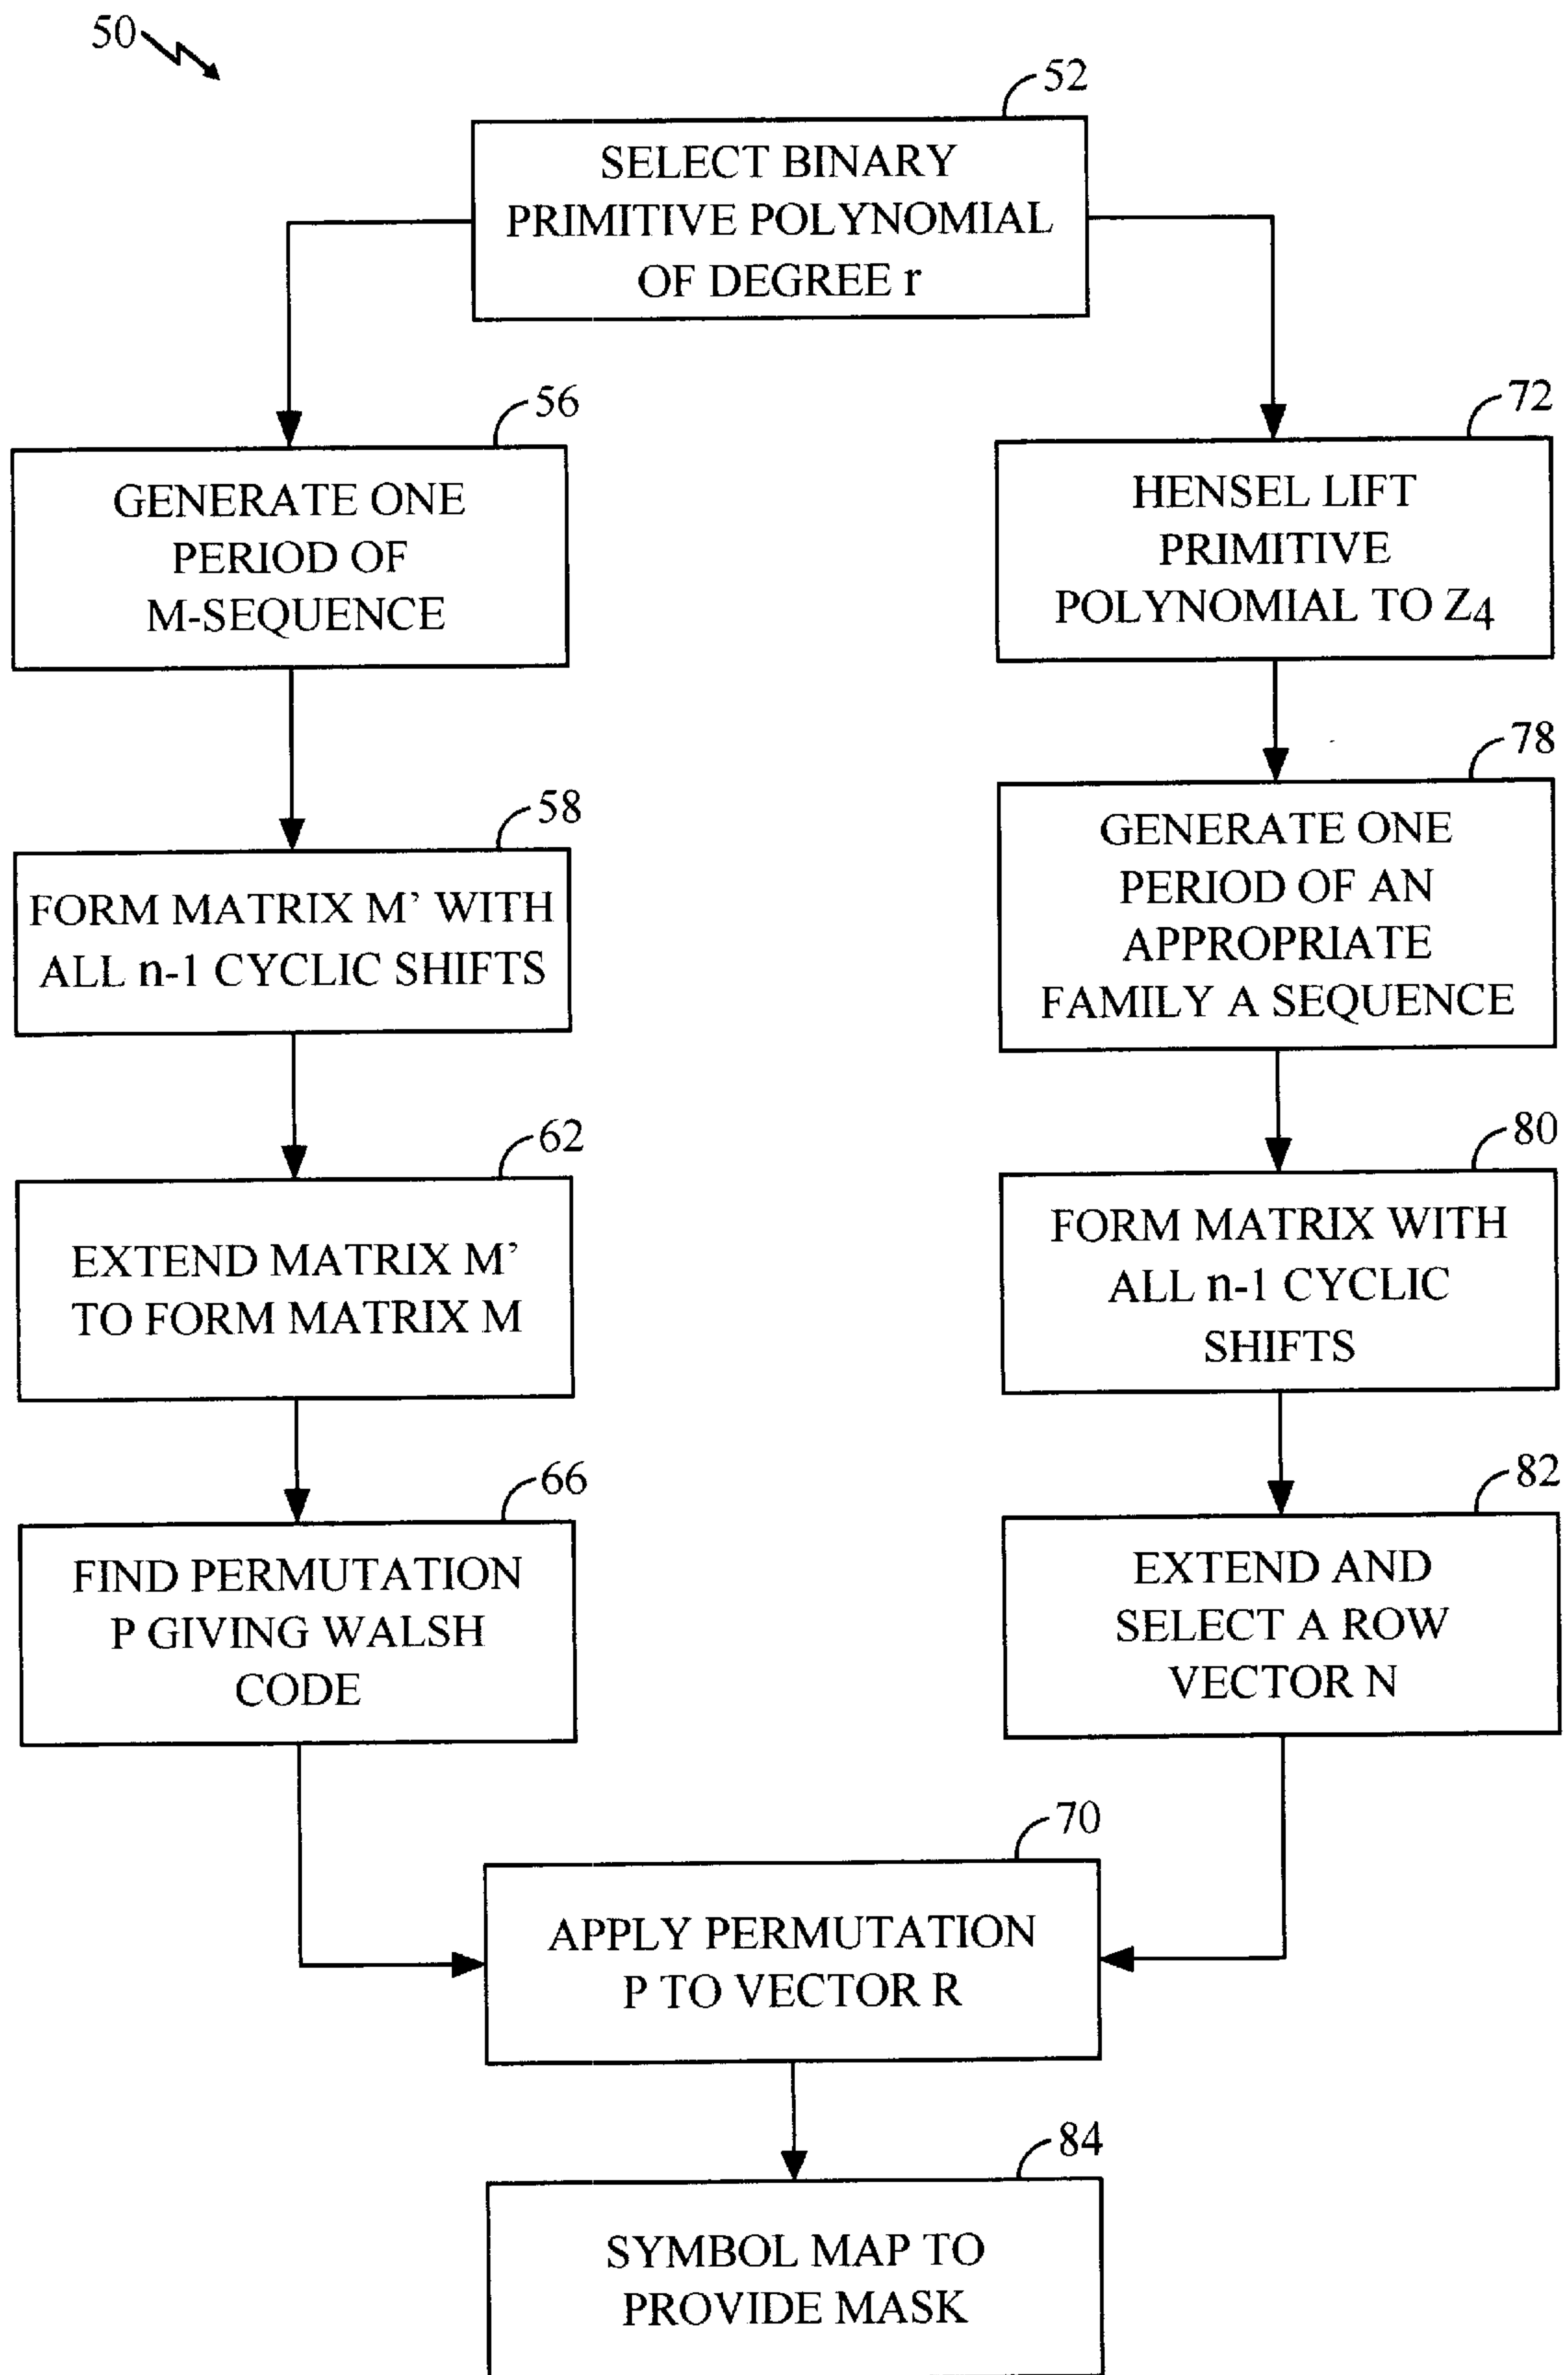 50
52
SELECT BINARY
PRIMITIVE POLYNOMIAL
OF DEGREE r
56
GENERATE ONE
PERIOD OF
M-SEQUENCE
58
FORM MATRIX M' WITH
ALL n-1 CYCLIC SHIFTS
62
EXTEND MATRIX M'
TO FORM MATRIX M
66
FIND PERMUTATION
P GIVING WALSH
CODE
72
HENSEL LIFT
PRIMITIVE
POLYNOMIAL TO Z4
78
GENERATE ONE
PERIOD OF AN
APPROPRIATE
FAMILY A SEQUENCE
80
FORM MATRIX WITH
ALL n-1 CYCLIC
SHIFTS
82
EXTEND AND
SELECT A ROW
VECTOR N
70
APPLY PERMUTATION
P TO VECTOR R
84
SYMBOL MAP TO
PROVIDE MASK